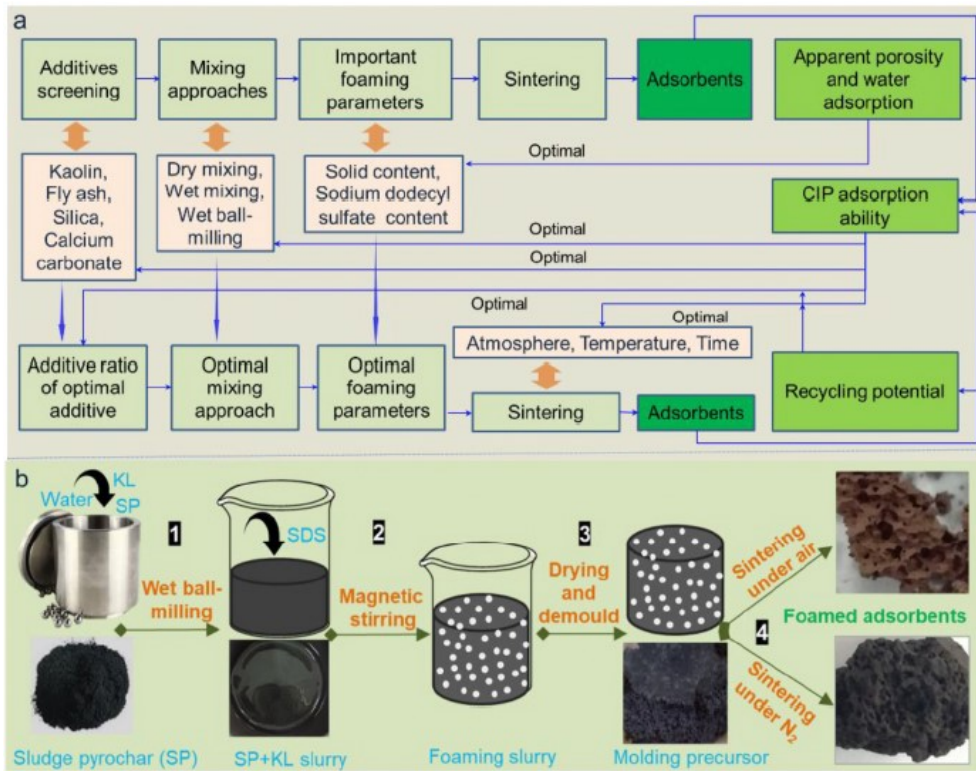 a
Additives
screening
Mixing
approaches
Important
foaming
parameters
Sintering
Adsorbents
Apparent porosity
and water
adsorption
Optimal
Kaolin,
Fly ash,
Silica,
Calcium
carbonate
Dry mixing,
Wet mixing,
Wet ball-
milling
Solid content,
Sodium dodecyl
sulfate content
CIP adsorption
ability
Optimal
Optimal
Optimal
Optimal
Atmosphere, Temperature, Time
Additive ratio
of optimal
additive
Optimal
mixing
approach
Optimal
foaming
parameters
Sintering
Adsorbents
Recycling potential
b
Water
KL
SP
1
Wet ball-
milling
SDS
2
Magnetic
stirring
3
Drying
and
demould
Sintering
under air
Foamed adsorbents
4
Sintering
under N₂
Sludge pyrochar (SP)
SP+KL slurry
Foaming slurry
Molding precursor